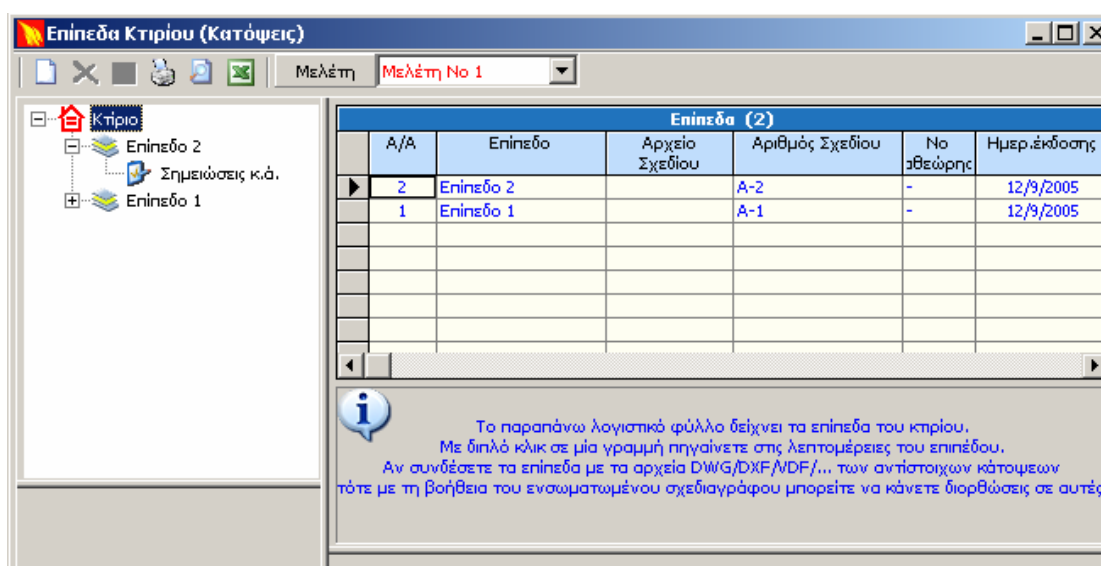 Επίπεδα Κτιρίου (Κατόψεις)
Μελέτη Μελέτη Νο 1
Κτίριο
Επίπεδο 2
Σημειώσεις κ.ά.
Επίπεδο 1
Επίπεδα (2)
Α/Α Επίπεδο Αρχείο Σχεδίου Αριθμός Σχεδίου Νο Ημερ.έκδοσης
2 Επίπεδο 2 Α-2 - 12/9/2005
1 Επίπεδο 1 Α-1 - 12/9/2005
Το παραπάνω λογιστικό φύλλο δείχνει τα επίπεδα του κτιρίου.
Με διπλό κλικ σε μία γραμμή πηγαίνετε στις λεπτομέρειες του επιπέδου.
Αν συνδέσετε τα επίπεδα με τα αρχεία DWG/DXF/VDF/... των αντίστοιχων κάτοψεων
τότε με τη βοήθεια του ενσωματωμένου σχεδιαγράφου μπορείτε να κάνετε διορθώσεις σε αυτές